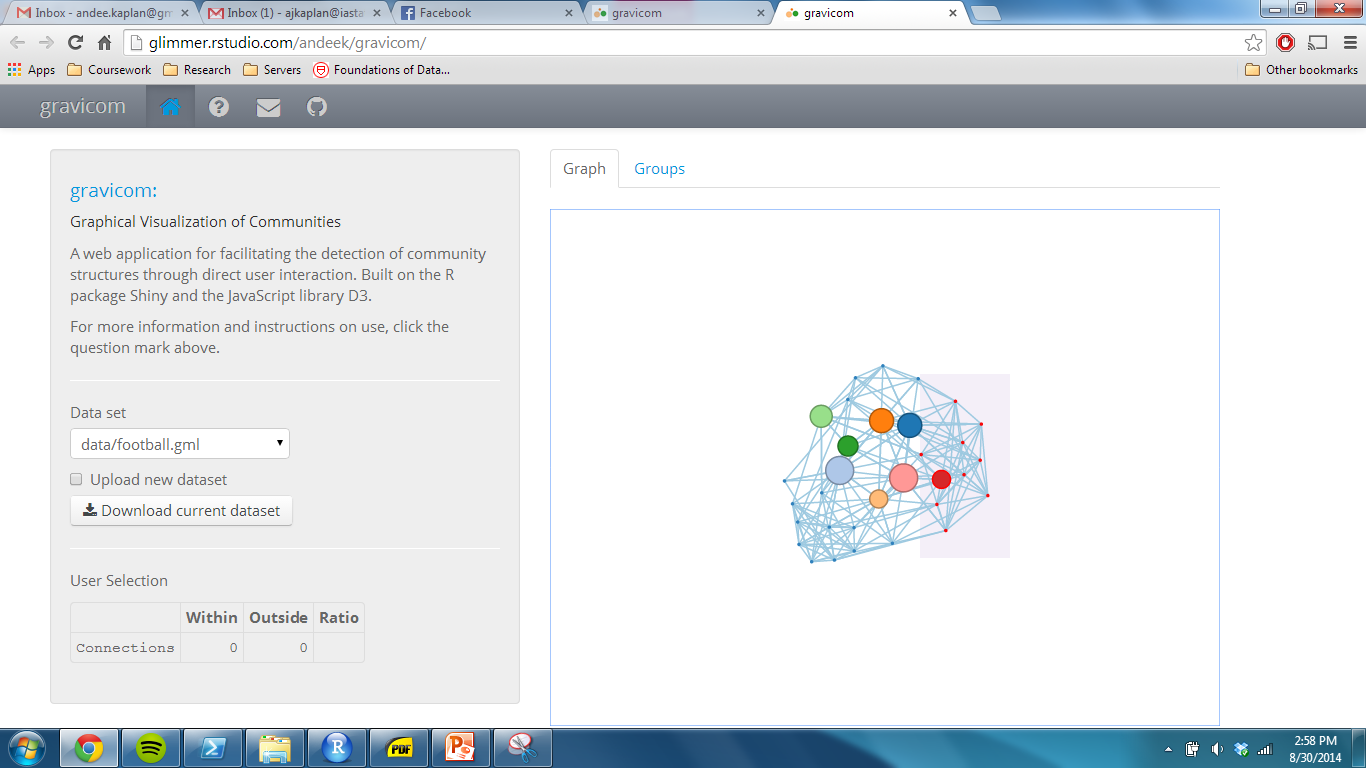 Inbox - andee.kaplan@gm
Inbox (1) - ajkaplan@iasta
Facebook
gravicom
gravicom
glimmer.rstudio.com/andeek/gravicom/
Apps
Coursework
Research
Servers
Foundations of Data...
Other bookmarks
gravicom
gravicom:
Graphical Visualization of Communities
A web application for facilitating the detection of community
structures through direct user interaction. Built on the R
package Shiny and the JavaScript library D3.
For more information and instructions on use, click the
question mark above.
Data set
data/football.gml
Upload new dataset
Download current dataset
User Selection
Within Outside Ratio
Connections 0 0
Graph
Groups
R
PDF
P
2:58 PM
8/30/2014